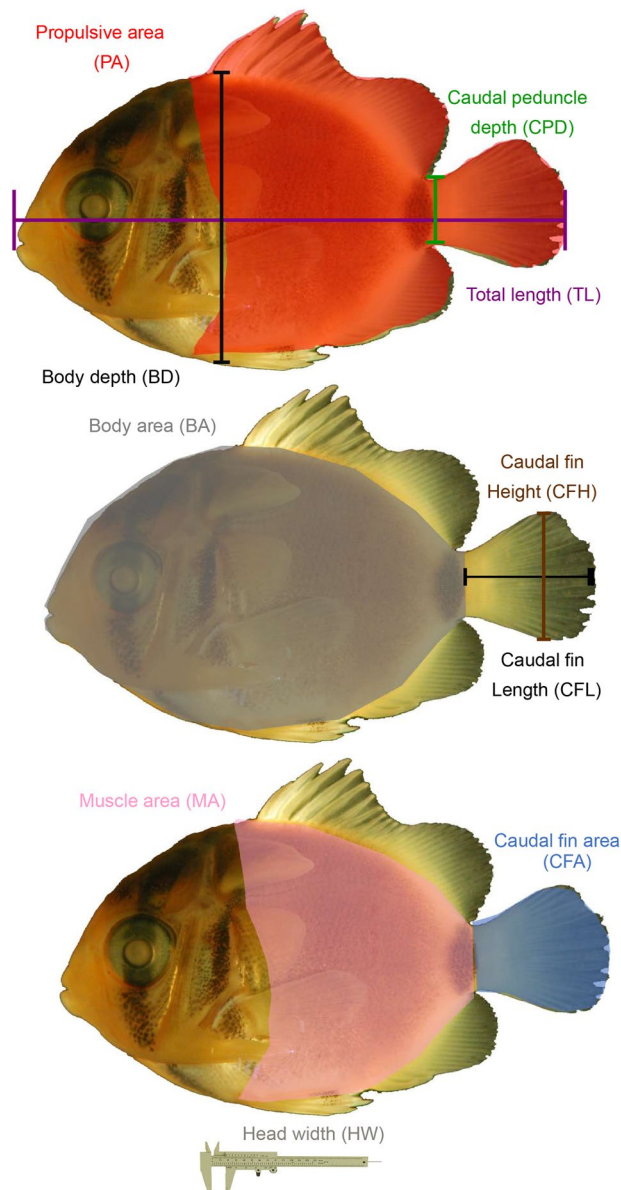 Propulsive area
(PA)
Caudal peduncle
depth (CPD)
Total length (TL)
Body depth (BD)
Body area (BA)
Caudal fin
Height (CFH)
Caudal fin
Length (CFL)
Muscle area (MA)
Caudal fin area
(CFA)
Head width (HW)